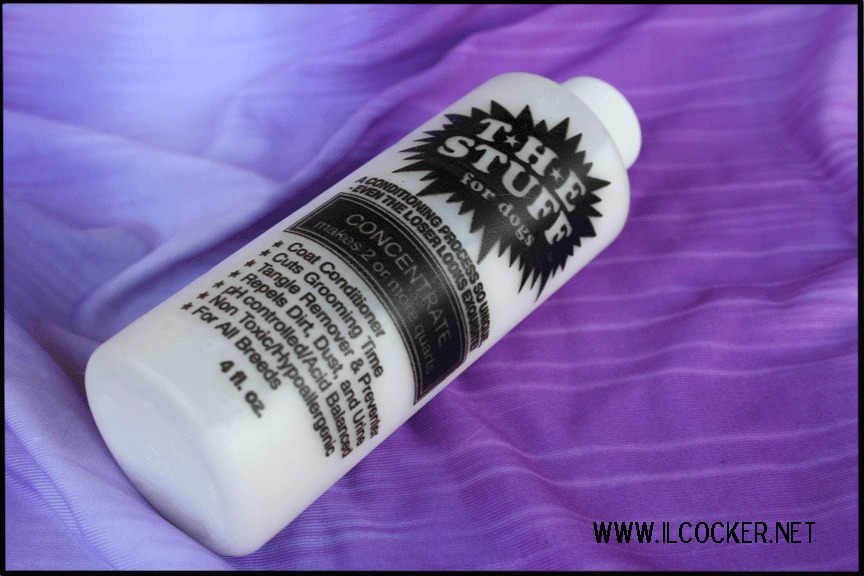 T★H★E
STUFF
for dogs
A CONDITIONING PROCESS SO UNIQUE
-EVEN THE LOSER LOOKS
CONCENTRATE
makes 2 or more quarts
★ Coat Conditioner
★ Cuts Grooming Time
★ Tangle Remover & Preventer
★ Repels Dirt, Dust, and Urine
★ pH controlled/Acid Balanced
★ Non Toxic/Hypoallergenic
★ For All Breeds
4 fl. oz.
WWW.ILCOCKER.NET